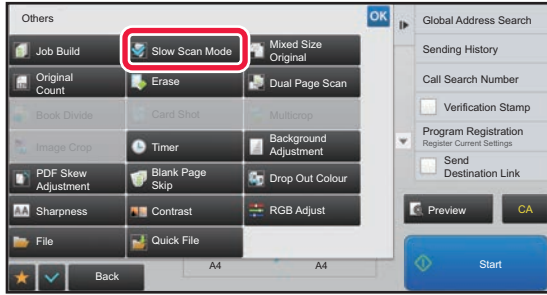 Others
OK
Job Build
Slow Scan Mode
Mixed Size
Original
Original
Count
Erase
Dual Page Scan
Book Divide
Card Shot
Multicrop
Image Crop
Timer
Background
Adjustment
PDF Skew
Adjustment
Blank Page
Skip
Drop Out Colour
AA Sharpness
Contrast
RGB Adjust
File
Quick File
Back
A4
A4
Global Address Search
Sending History
Call Search Number
Verification Stamp
Program Registration
Register Current Settings
Send
Destination Link
Preview
CA
Start